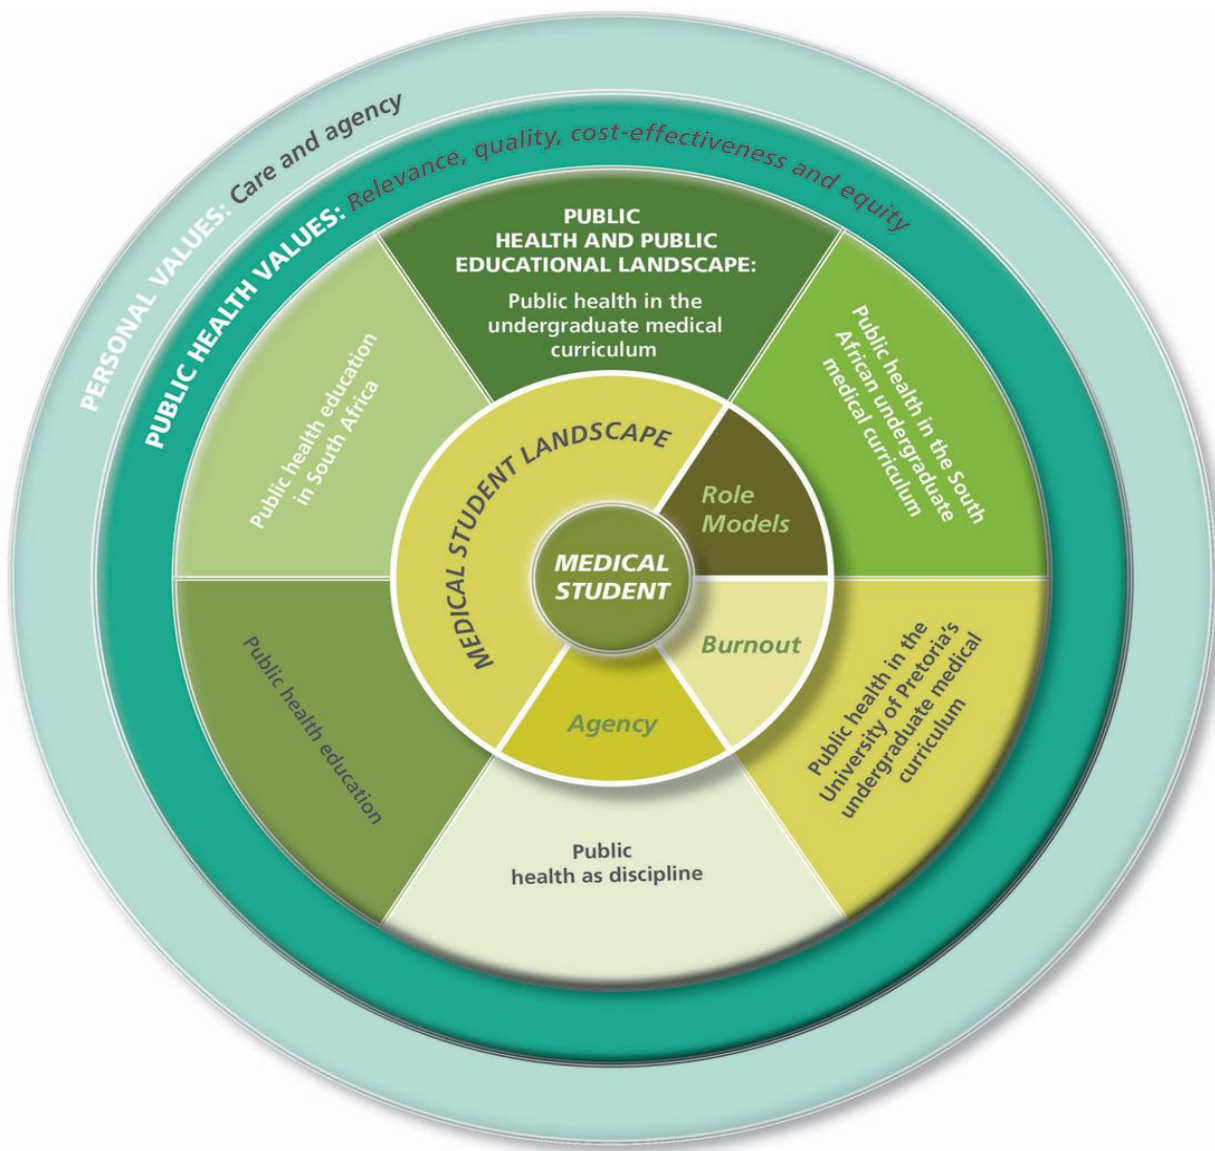 PERSONAL VALUES: Care and agency
PUBLIC HEALTH VALUES: Relevance, quality, cost-effectiveness and equity
PUBLIC
HEALTH AND PUBLIC
EDUCATIONAL LANDSCAPE:
Public health in the
undergraduate medical
curriculum
Public health in the South
African undergraduate
medical curriculum
Public health in the
University of Pretoria's
undergraduate medical
curriculum
Public
health as discipline
Public health education
Public health education
in South Africa
MEDICAL STUDENT LANDSCAPE
Role
Models
Burnout
Agency
MEDICAL
STUDENT